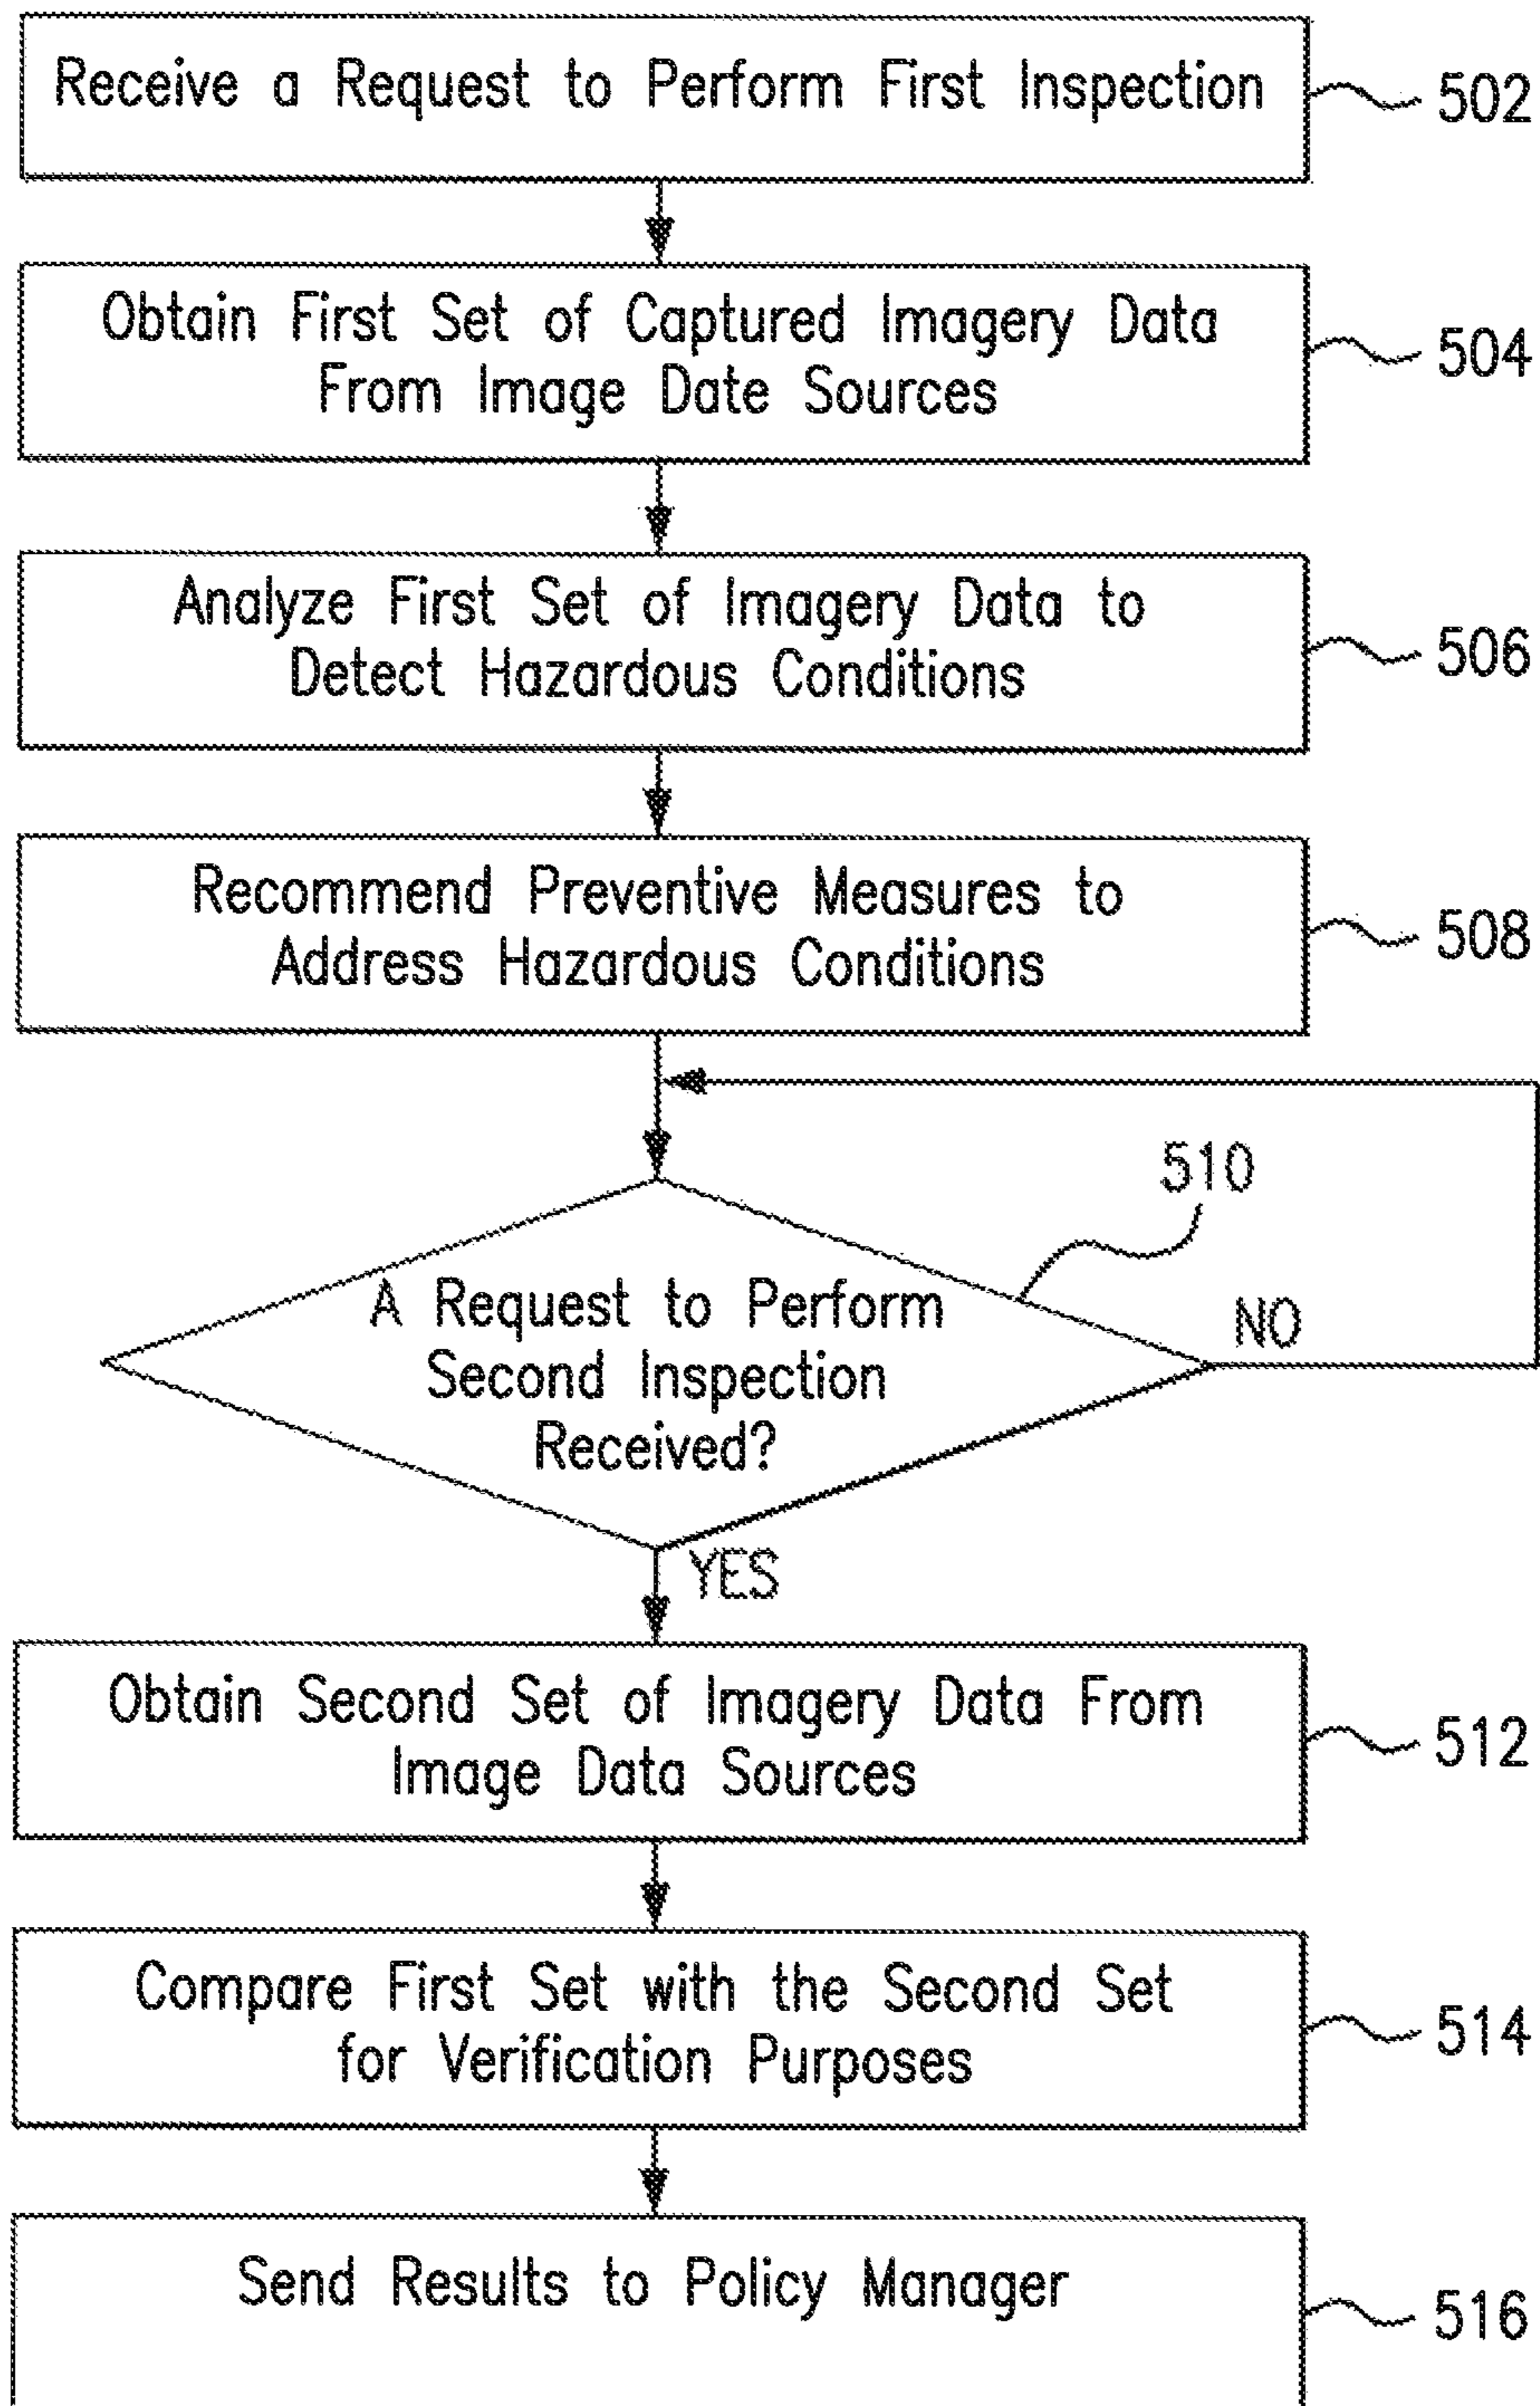 Receive a Request to Perform First Inspection
502
Obtain First Set of Captured Imagery Data
From Image Date Sources
504
Analyze First Set of Imagery Data to
Detect Hazardous Conditions
506
Recommend Preventive Measures to
Address Hazardous Conditions
508
510
A Request to Perform
Second Inspection
Received?
NO
YES
Obtain Second Set of Imagery Data From
Image Data Sources
512
Compare First Set with the Second Set
for Verification Purposes
514
Send Results to Policy Manager
516